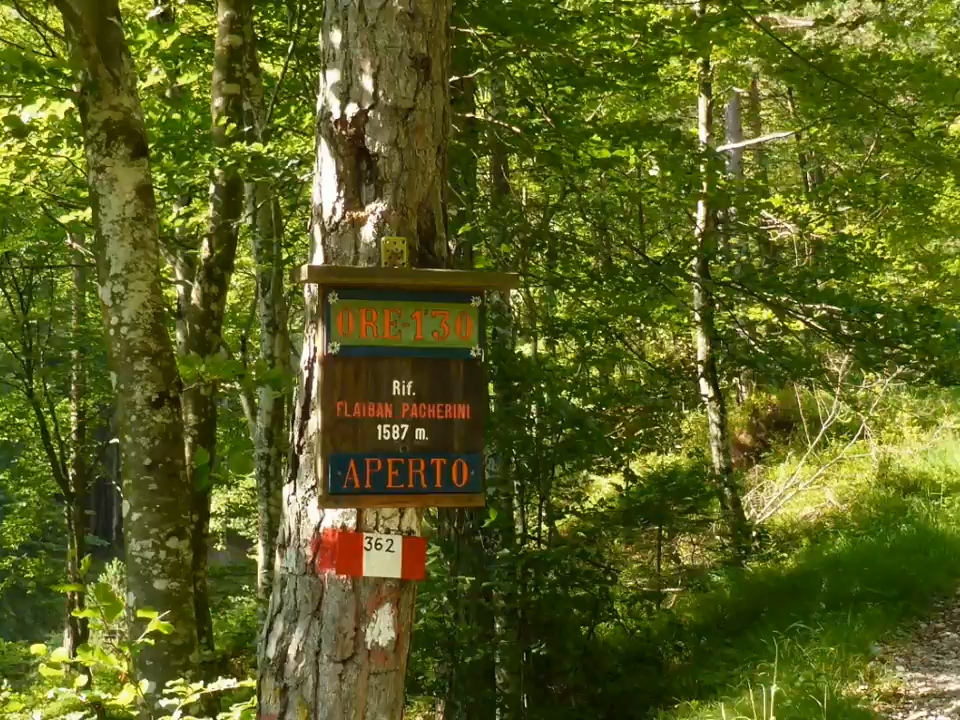 ORE-1'30
Rif.
FLAIBAN PACHERINI
1587 m.
APERTO
362